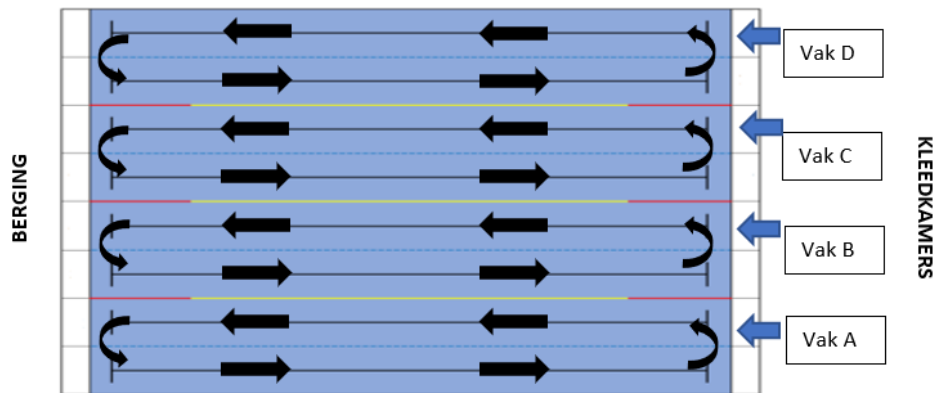 Vak D
Vak C
Vak B
Vak A
BERGING
KLEEDKAMERS